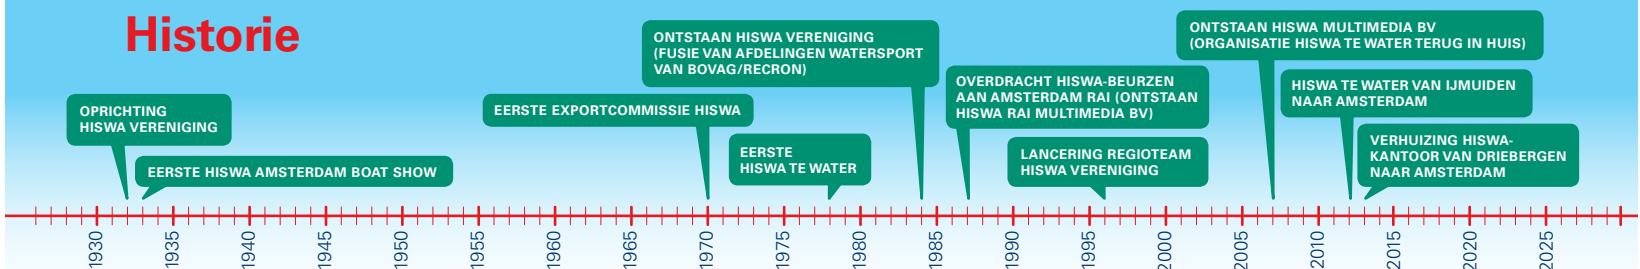 Historie
OPRICHTING
HISWA VERENIGING
EERSTE HISWA AMSTERDAM BOAT SHOW
EERSTE EXPORTCOMMISSIE HISWA
ONTSTAAN HISWA VERENIGING
(FUSIE VAN AFDELINGEN WATERSPORT
VAN BOVAG/RECRON)
EERSTE
HISWA TE WATER
OVERDRACHT HISWA-BEURZEN
AAN AMSTERDAM RAI (ONTSTAAN
HISWA RAI MULTIMEDIA BV)
LANCERING REGIOTEAM
HISWA VERENIGING
ONTSTAAN HISWA MULTIMEDIA BV
(ORGANISATIE HISWA TE WATER TERUG IN HUIS)
HISWA TE WATER VAN IJMUIDEN
NAAR AMSTERDAM
VERHUIZING HISWA-
KANTOOR VAN DRIEBERGEN
NAAR AMSTERDAM
1930
1935
1940
1945
1950
1955
1960
1965
1970
1975
1980
1985
1990
1995
2000
2005
2010
2015
2020
2025